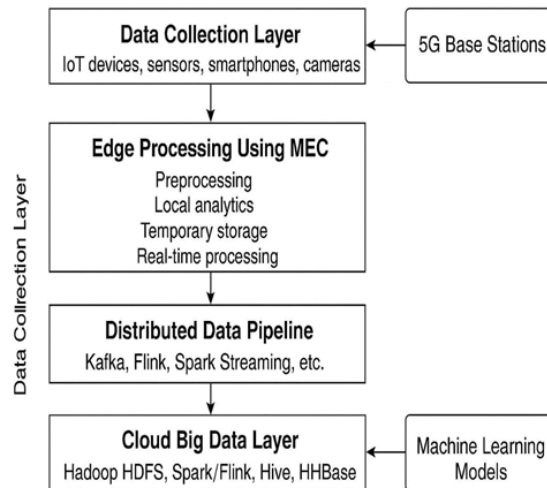 Data Collection Layer
IoT devices, sensors, smartphones, cameras
5G Base Stations
Edge Processing Using MEC
Preprocessing
Local analytics
Temporary storage
Real-time processing
Data Collrection Layer
Distributed Data Pipeline
Kafka, Flink, Spark Streaming, etc.
Cloud Big Data Layer
Hadoop HDFS, Spark/Flink, Hive, HHBase
Machine Learning
Models